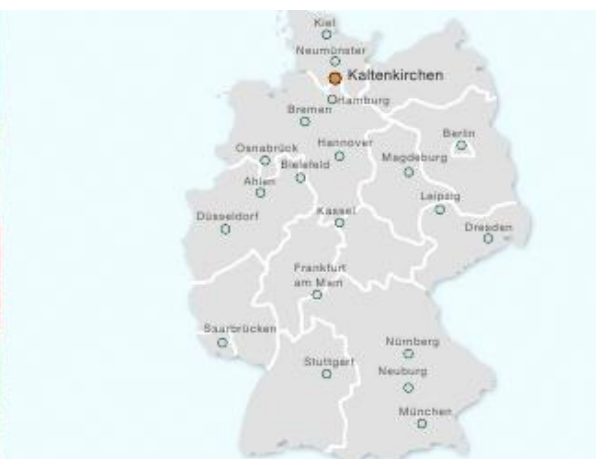 Kiel
Neumünster
Kaltenkirchen
Hamburg
Bremen
Berlin
Hannover
Osnabrück
Magdeburg
Bielefeld
Ahlen
Leipzig
Düsseldorf
Kassel
Dresden
Frankfurt
am Main
Saarbrücken
Nürnberg
Stuttgart
Neuburg
München